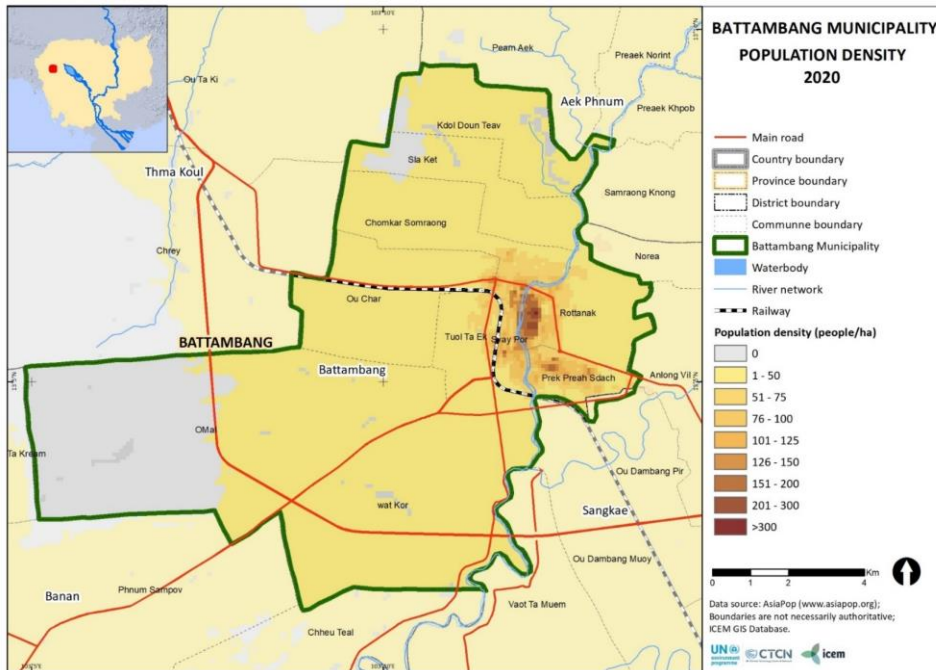 BATTAMBANG MUNICIPALITY
POPULATION DENSITY
2020
Main road
Country boundary
Province boundary
District boundary
Communne boundary
Battambang Municipality
Waterbody
River network
Railway
Population density (people/ha)
0
1 - 50
51 - 75
76 - 100
101 - 125
126 - 150
151 - 200
201 - 300
>300
0 1 2 4 Km
Data source: AsiaPop (www.asiapop.org);
Boundaries are not necessarily authoritative;
ICEM GIS Database.
UN
environment
programme
CTCN
icem
Peam Aek
Preaek Norint
Ou Ta Ki
Aek Phnum
Preaek Khpob
Kdol Doun Teav
Sla Ket
Thma Koul
Samraong Knong
Chomkar Somraong
Chrey
Norea
Ou Char
Rottanak
Tuol Ta Ek
Svay Por
BATTAMBANG
Battambang
Prek Preah Sdach
Anlong Vil
OMal
Ta Kream
Ou Dambang Pir
wat Kor
Sangkae
Ou Dambang Muoy
Phnum Sampov
Banan
Vaot Ta Muem
Chheu Teal